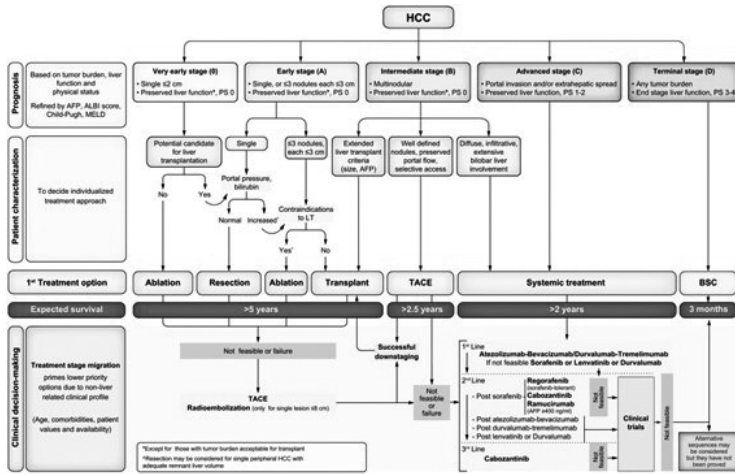 HCC
Prognosis
Based on tumor burden, liver
function and
physical status
Refined by AFP, ALBI score,
Child-Pugh, MELD
Very early stage (0)
• Single ≤2 cm
• Preserved liver function*, PS 0
Early stage (A)
• Single, or ≤3 nodules each ≤3 cm
• Preserved liver function*, PS 0
Intermediate stage (B)
• Multinodular
• Preserved liver function*, PS 0
Advanced stage (C)
• Portal invasion and/or extrahepatic spread
• Preserved liver function, PS 1-2
Terminal stage (D)
• Any tumor burden
• End stage liver function, PS 3-4
Patient characterization
To decide individualized
treatment approach
Potential candidate
for liver
transplantation
Single
≤3 nodules,
each ≤3 cm
Extended
liver transplant
criteria
(size, AFP)
Well defined
nodules, preserved
portal flow,
selective access
Diffuse, infiltrative,
extensive
bilobar liver
involvement
No
Yes
Portal pressure,
bilirubin
Normal
Increased
Contraindications
to LT
Yes
No
1st Treatment option
Ablation
Resection
Ablation
Transplant
TACE
Systemic treatment
BSC
Expected survival
>5 years
>2.5 years
>2 years
3 months
Clinical decision-making
Treatment stage migration
primes lower priority
options due to non-liver
related clinical profile
(Age, comorbidities, patient
values and availability)
Not feasible or failure
TACE
Radioembolization (only for single lesion ≤8 cm)
Successful
downstaging
Not
feasible or
failure
1st Line
Atezolizumab-Bevacizumab/Durvalumab-Tremelimumab
If not feasible Sorafenib or Lenvatinib or Durvalumab
2nd Line
- Post sorafenib
Regorafenib
(sorafenib-tolerant)
Cabozantinib
Ramucirumab
(AFP ≥400 ng/ml)
- Post atezolizumab-bevacizumab
- Post durvalumab-tremelimumab
- Post lenvatinib or Durvalumab
3rd Line
Cabozantinib
Not
feasible
Not
feasible
Clinical
trials
Not feasible
Alternative
sequences may
be considered
but they have not
been proved
*Except for those with tumor burden acceptable for transplant
Resection may be considered for single peripheral HCC with
adequate remnant liver volume